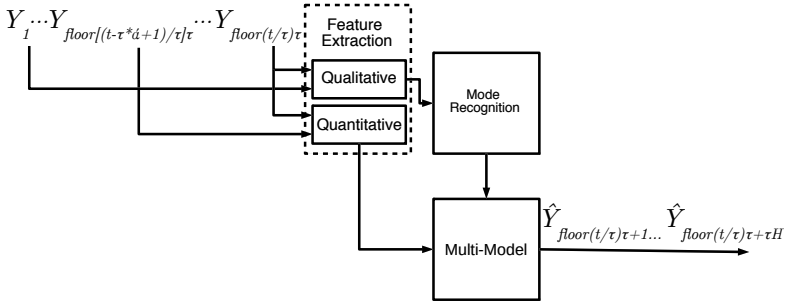 Y1...Yfloor[(t-τ*á+1)/τ]τ ...Yfloor(t/τ)τ
Feature
Extraction
Qualitative
Quantitative
Mode
Recognition
Multi-Model
Ŷfloor(t/τ)τ+1... Ŷfloor(t/τ)τ+τH